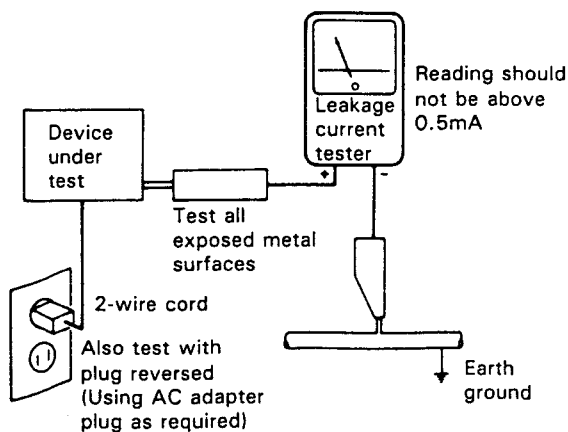 Device
under
test
Leakage
current
tester
+
-
Reading should
not be above
0.5mA
Test all
exposed metal
surfaces
2-wire cord
Also test with
plug reversed
(Using AC adapter
plug as required)
Earth
ground